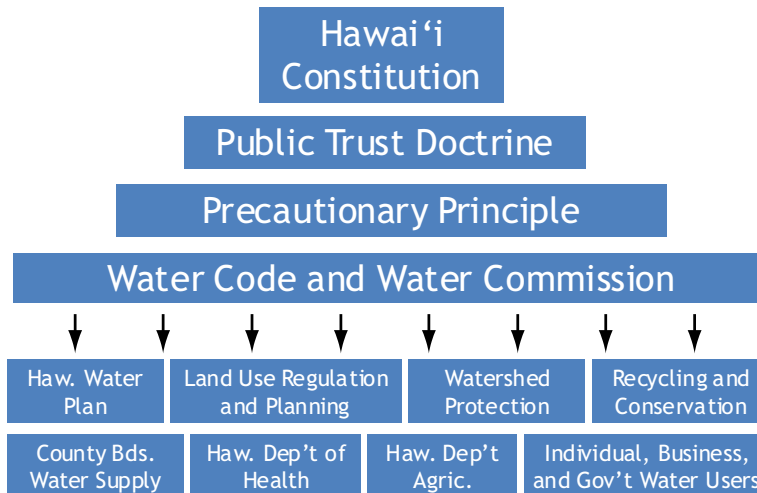 Hawaiʻi
Constitution
Public Trust Doctrine
Precautionary Principle
Water Code and Water Commission
Haw. Water
Plan
Land Use Regulation
and Planning
Watershed
Protection
Recycling and
Conservation
County Bds.
Water Supply
Haw. Dep’t of
Health
Haw. Dep’t
Agric.
Individual, Business,
and Gov’t Water Users